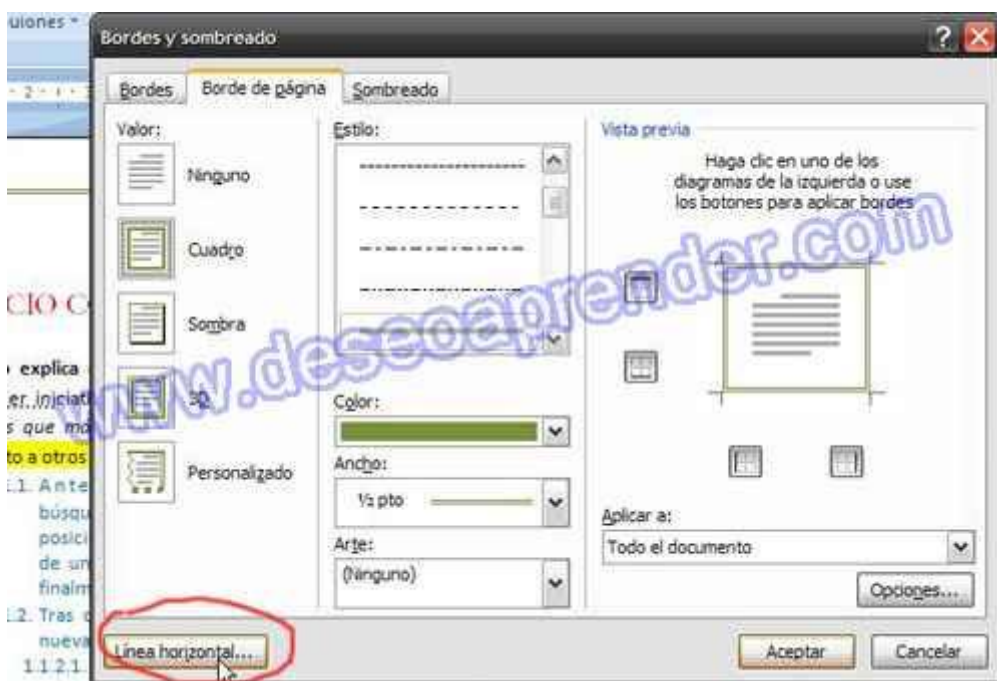 Bordes y sombreado
Bordes
Borde de página
Sombreado
Valor:
Ninguno
Cuadro
Sombra
3D
Personalizado
Estilo:
Color:
Ancho:
½ pto
Arte:
(Ninguno)
Vista previa
Haga clic en uno de los
diagramas de la izquierda o use
los botones para aplicar bordes
Aplicar a:
Todo el documento
Opciones...
Línea horizontal...
Aceptar
Cancelar
www.deseoaprender.com
explica
s que
to a otros
1.1. Ante
de un
1.2. Tras
nueva
1.1.2.1